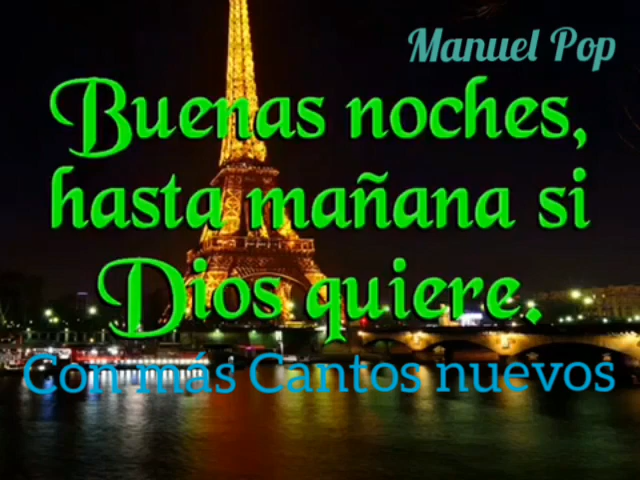 Manuel Pop
Buenas noches,
hasta mañana si
Dios quiere.
Con más Cantos nuevos